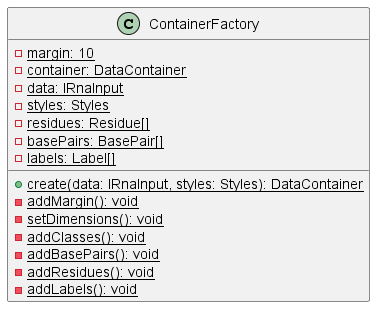 C ContainerFactory
margin: 10
container: DataContainer
data: IRnaInput
styles: Styles
residues: Residue[]
basePairs: BasePair[]
labels: Label[]
create(data: IRnaInput, styles: Styles): DataContainer
addMargin(): void
setDimensions(): void
addClasses(): void
addBasePairs(): void
addResidues(): void
addLabels(): void